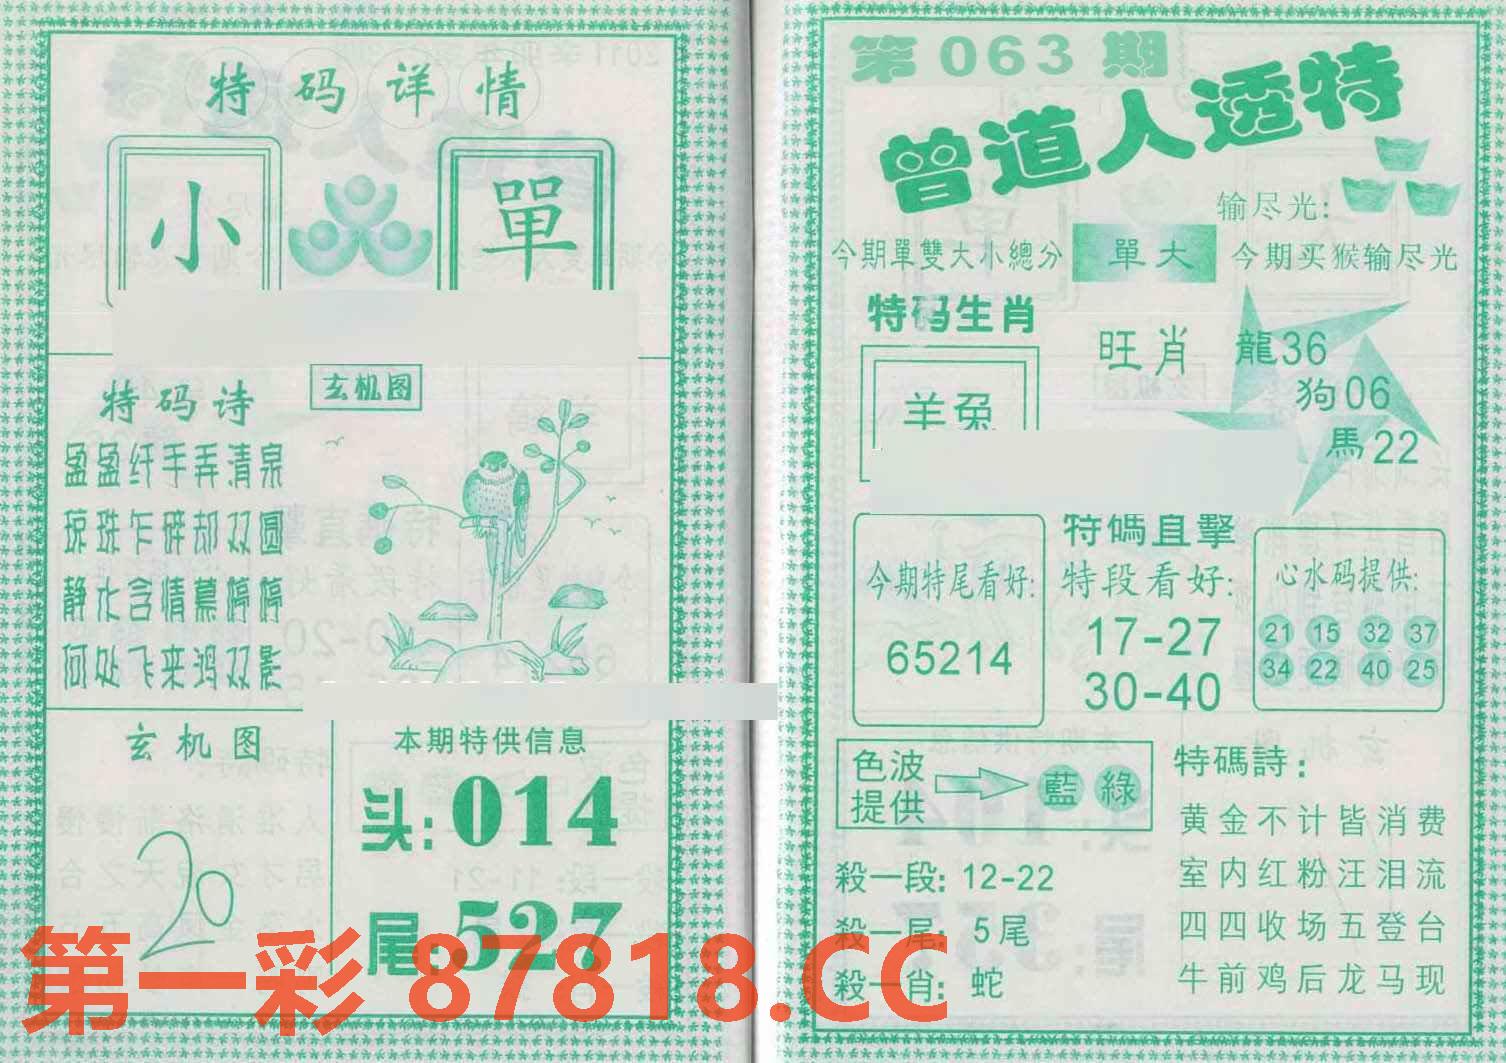 特码详情
小 單
特码诗
玄机图
盈盈纤手弄清泉
琼珠乍碎却双圆
静水含情慕婷婷
何处飞来鸿双影
玄机图
20
本期特供信息
头:014
尾:527
第063期
曾道人透特
输尽光:
今期單雙大小總分 單大 今期买猴输尽光
特码生肖
羊兔
旺肖
龍36
狗06
馬22
今期特尾看好:
65214
特碼直擊
特段看好:
17-27
30-40
心水码提供:
21 15 32 37
34 22 40 25
色波
提供
藍 綠
殺一段: 12-22
殺一尾: 5尾
殺一肖: 蛇
特碼詩:
黄金不计皆消费
室内红粉汪泪流
四四收场五登台
牛前鸡后龙马现
第一彩 87818.CC